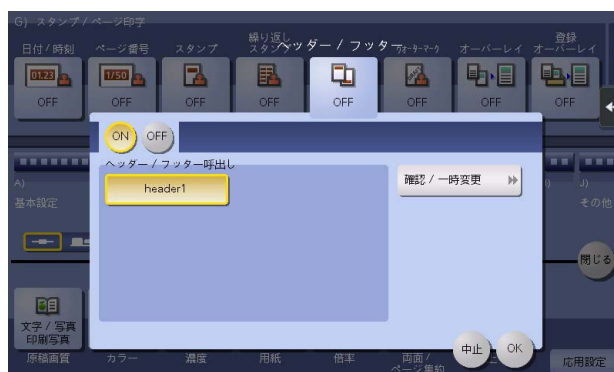 G) スタンプ / ページ印字
日付 / 時刻
ページ番号
スタンプ
繰り返し
スタンプ
ヘッダー / フッター
ウォーターマーク
オーバーレイ
登録
オーバーレイ
01.23
1/50
OFF
OFF
OFF
OFF
OFF
OFF
OFF
OFF
ON
OFF
ヘッダー / フッター呼出し
header1
確認 / 一時変更
A)
基本設定
J)
その他
閉じる
文字 / 写真
印刷写真
中止
OK
原稿画質
カラー
濃度
用紙
倍率
両面 /
ページ集約
応用設定